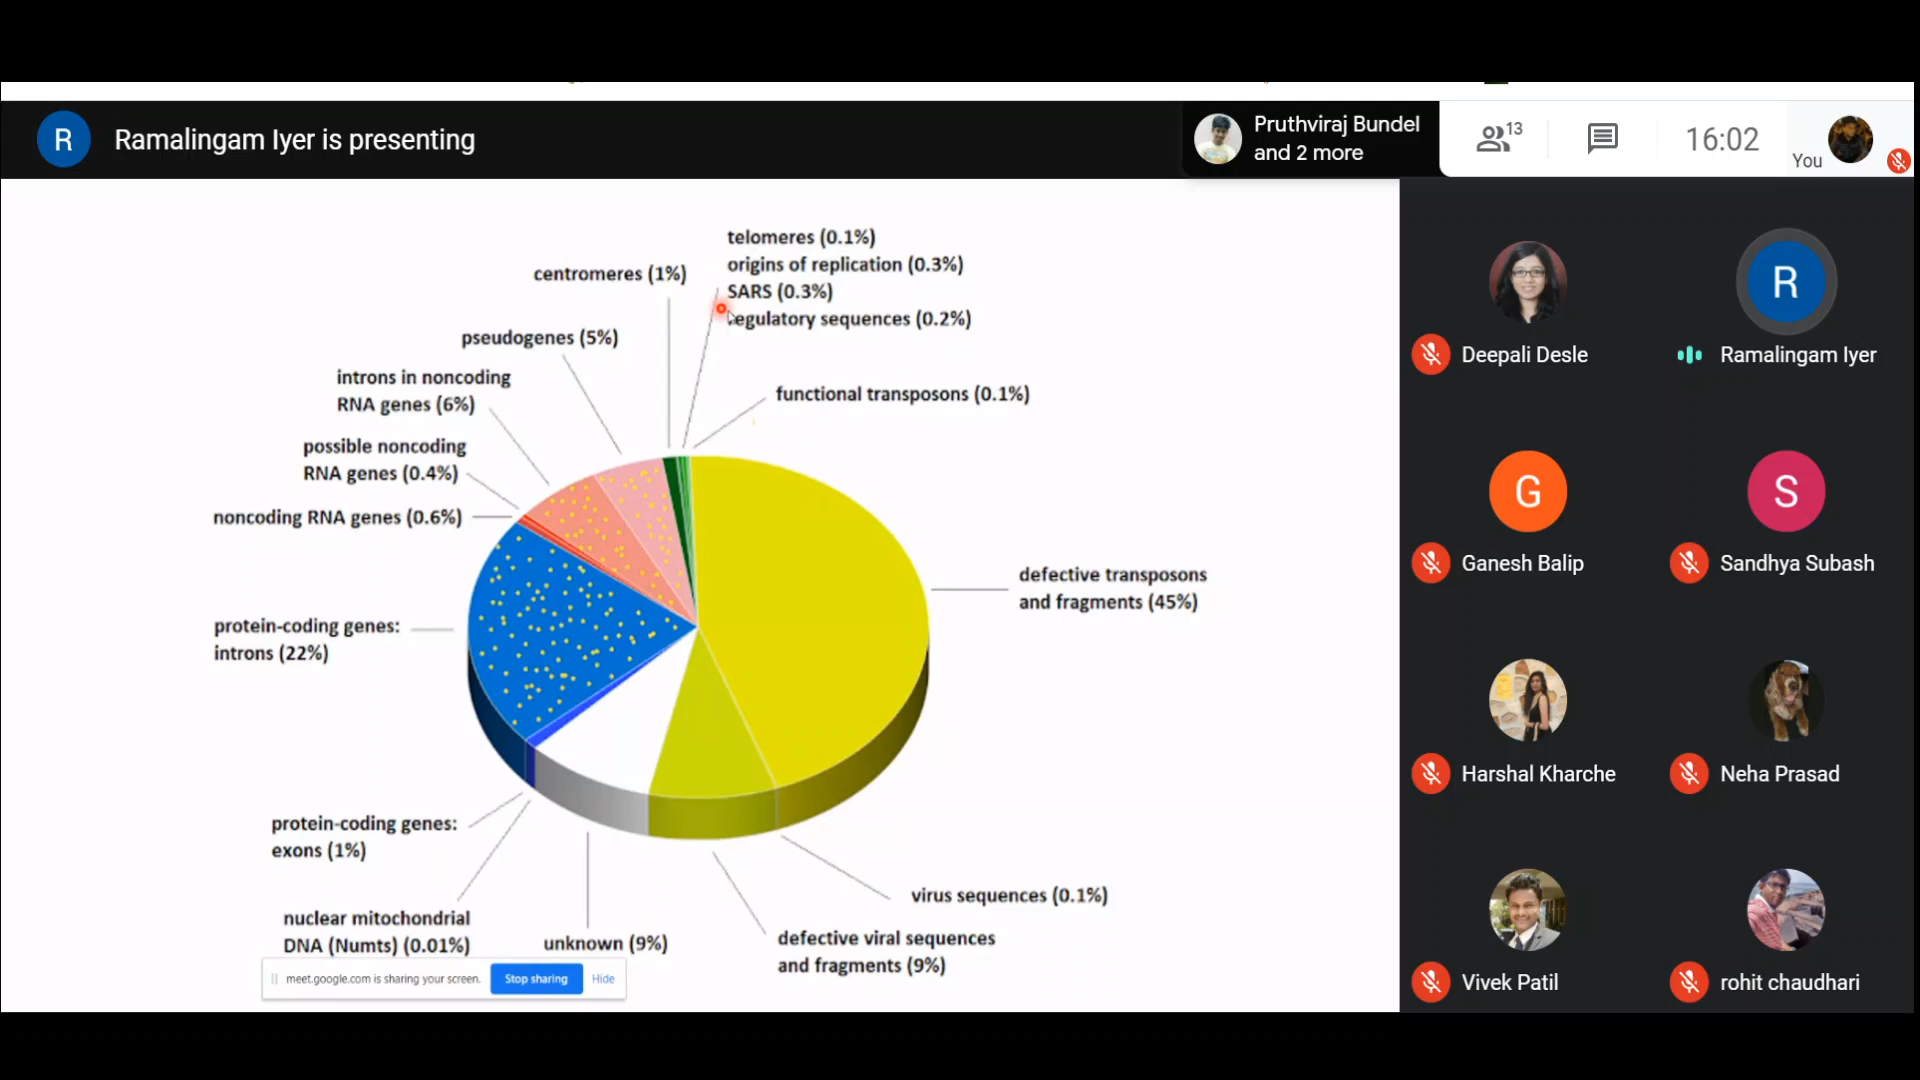 R
Ramalingam Iyer is presenting
Pruthviraj Bundel
and 2 more
13
16:02
You
telomeres (0.1%)
origins of replication (0.3%)
SARS (0.3%)
regulatory sequences (0.2%)
centromeres (1%)
pseudogenes (5%)
introns in noncoding
RNA genes (6%)
functional transposons (0.1%)
possible noncoding
RNA genes (0.4%)
noncoding RNA genes (0.6%)
defective transposons
and fragments (45%)
protein-coding genes:
introns (22%)
protein-coding genes:
exons (1%)
virus sequences (0.1%)
nuclear mitochondrial
DNA (Numts) (0.01%)
unknown (9%)
defective viral sequences
and fragments (9%)
meet.google.com is sharing your screen.
Stop sharing
Hide
Deepali Desle
R
Ramalingam Iyer
G
Ganesh Balip
S
Sandhya Subash
Harshal Kharche
Neha Prasad
Vivek Patil
rohit chaudhari